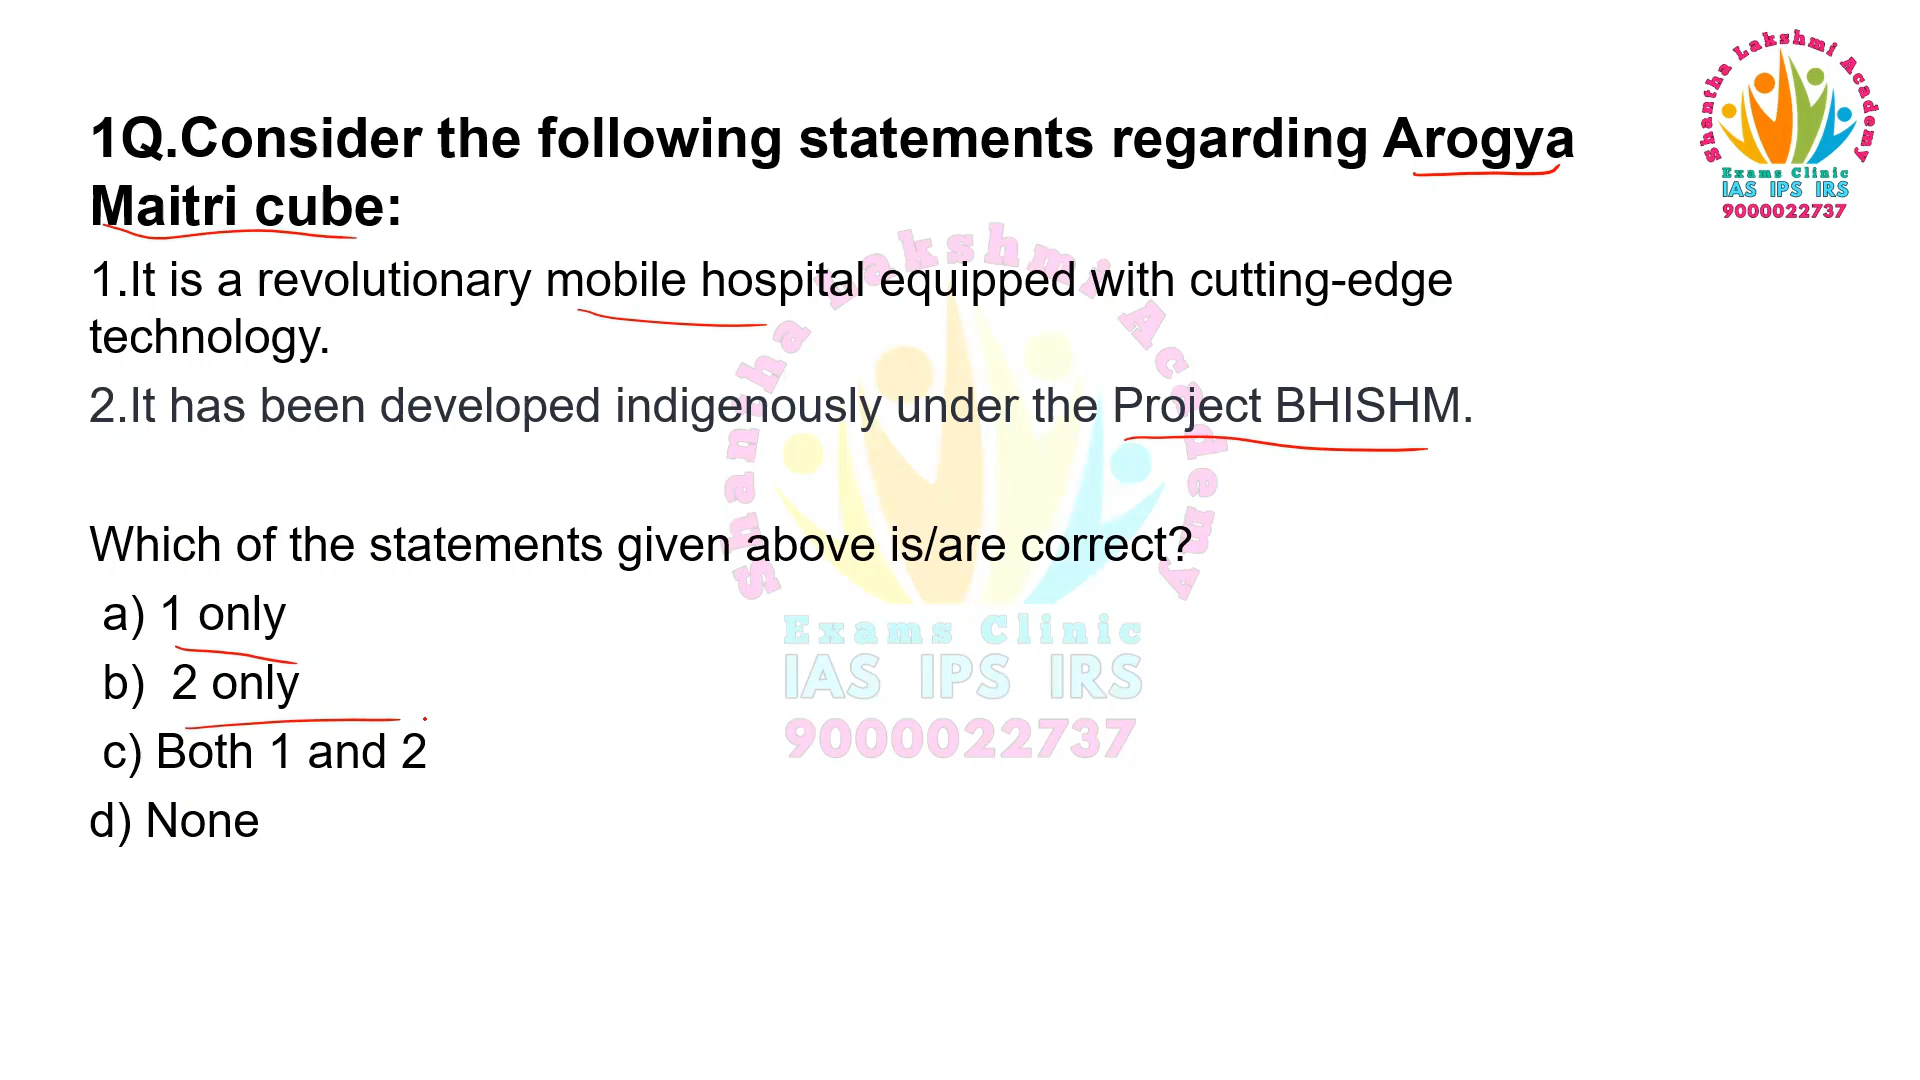 Shantha Lakshmi Academy
Exams Clinic
IAS IPS IRS
9000022737
1Q.Consider the following statements regarding Arogya
Maitri cube:
1.It is a revolutionary mobile hospital equipped with cutting-edge
technology.
2.It has been developed indigenously under the Project BHISHM.
Which of the statements given above is/are correct?
a) 1 only
b) 2 only
c) Both 1 and 2
d) None
Shantha Lakshmi Academy
Exams Clinic
IAS IPS IRS
9000022737